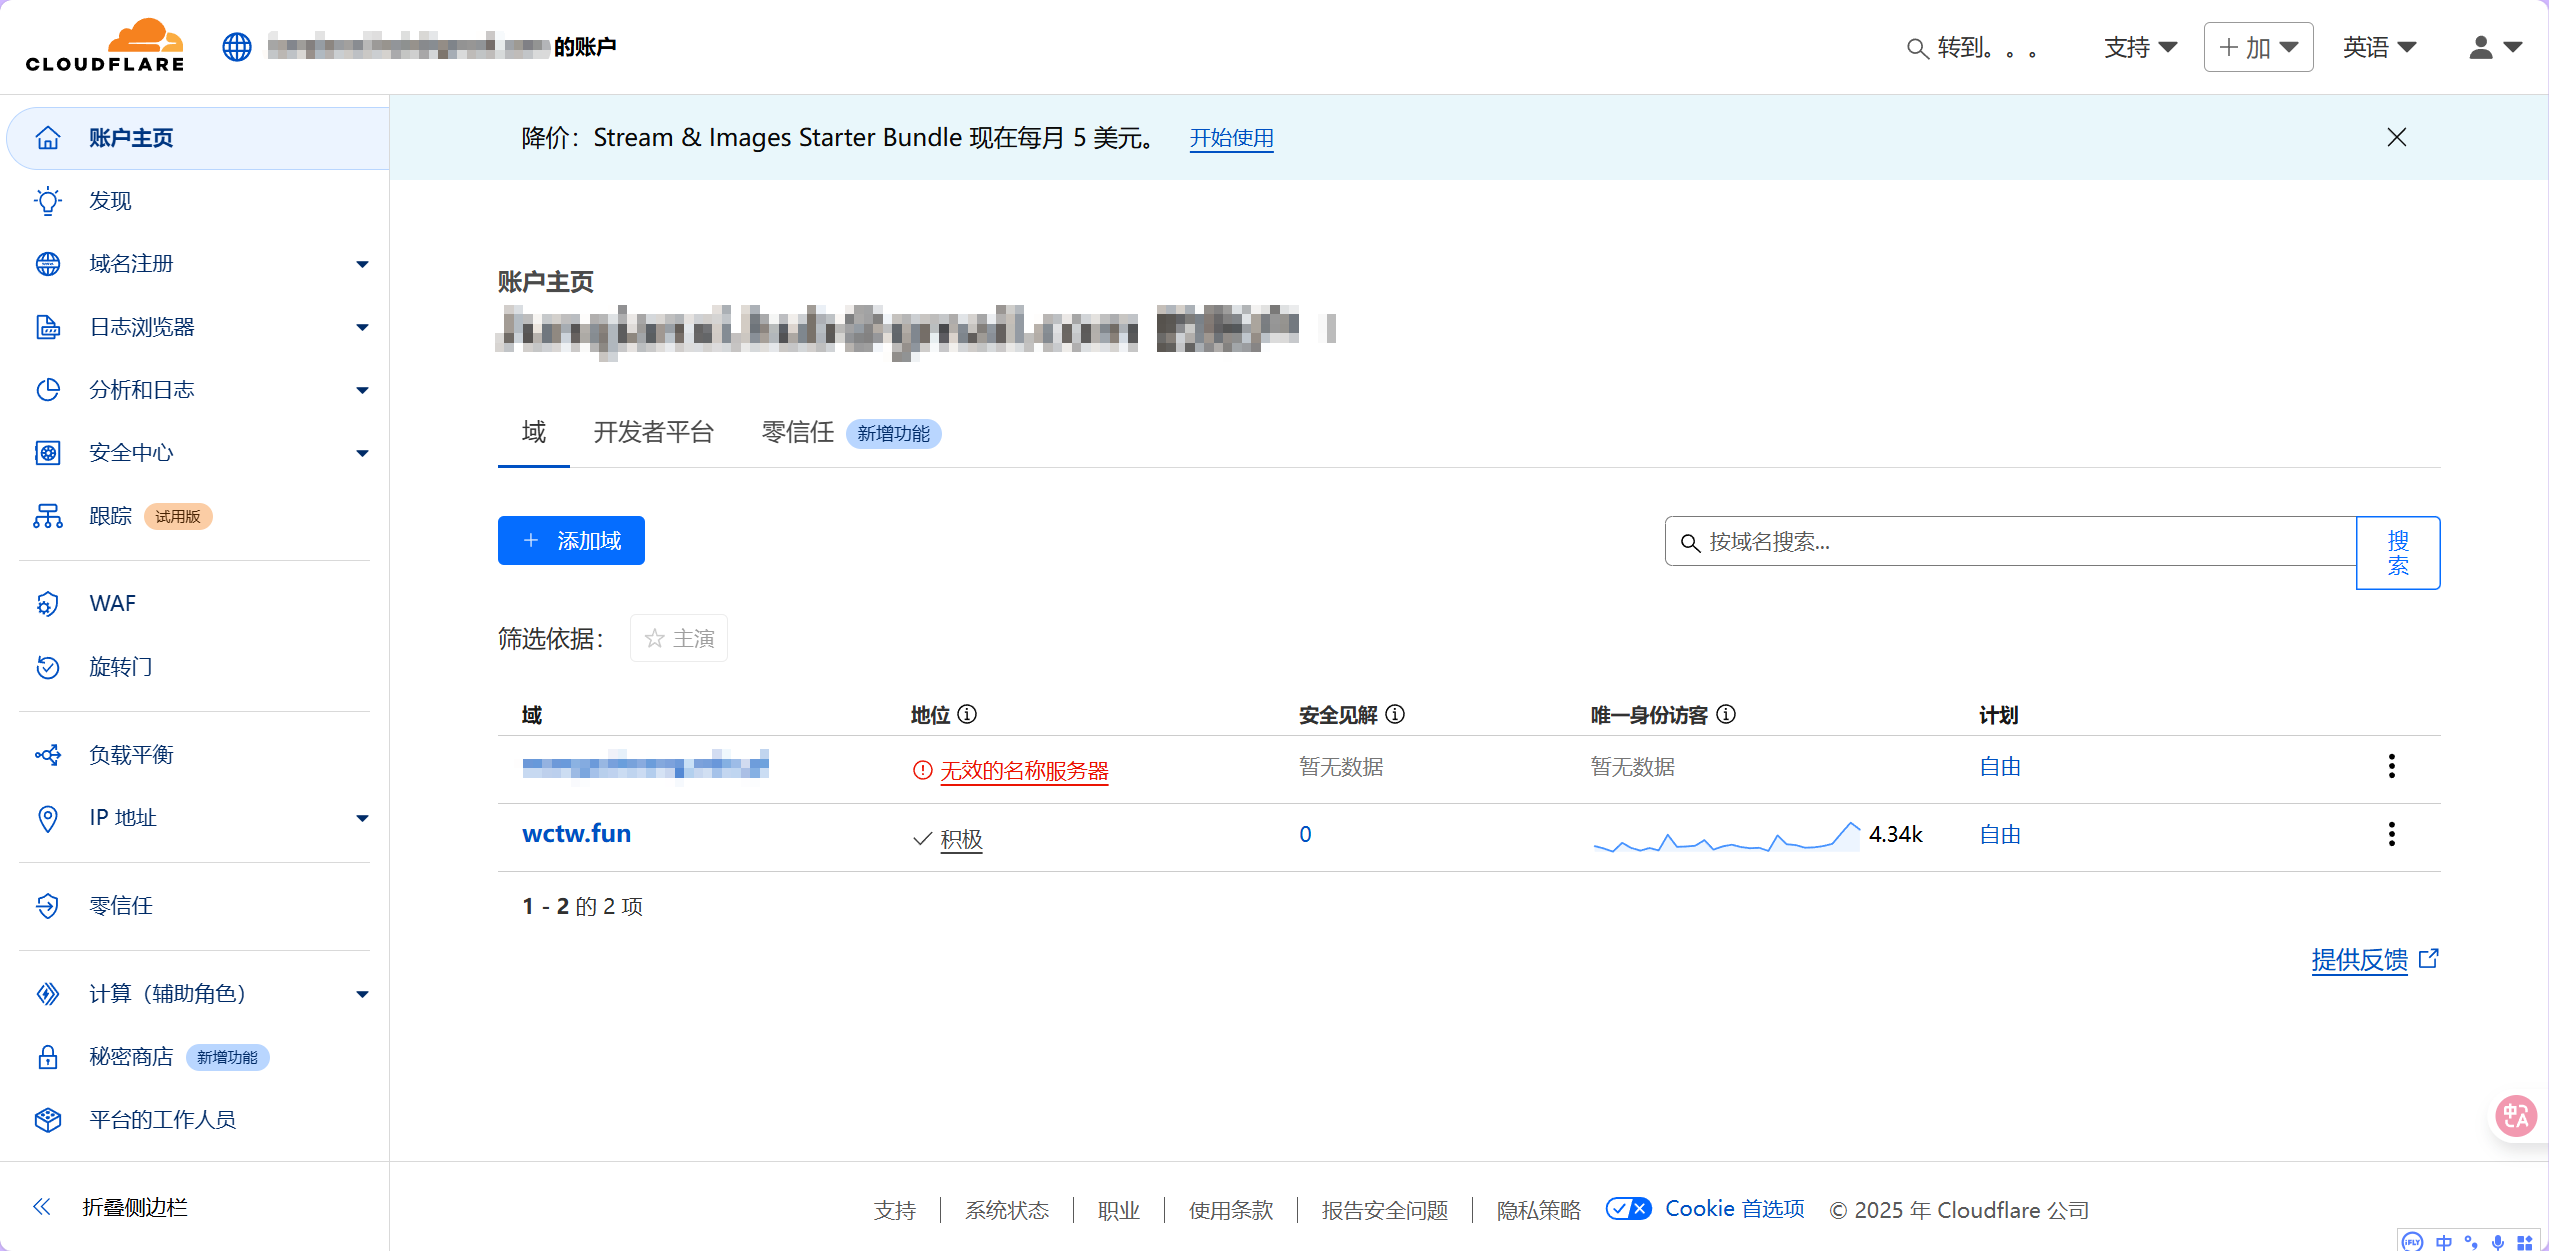 CLOUDFLARE
的账户
转到。。。
支持
加
英语
账户主页
发现
域名注册
日志浏览器
分析和日志
安全中心
跟踪 试用版
WAF
旋转门
负载平衡
IP 地址
零信任
计算（辅助角色）
秘密商店 新增功能
平台的工作人员
折叠侧边栏
降价：Stream & Images Starter Bundle 现在每月 5 美元。 开始使用
账户主页
域 开发者平台 零信任 新增功能
添加域
按域名搜索...
搜
索
筛选依据： 主演
域 地位 安全见解 唯一身份访客 计划
无效的名称服务器 暂无数据 暂无数据 自由
wctw.fun 积极 0 4.34k 自由
1 - 2 的 2 项
提供反馈
支持 系统状态 职业 使用条款 报告安全问题 隐私策略 Cookie 首选项 © 2025 年 Cloudflare 公司
iFLY 中